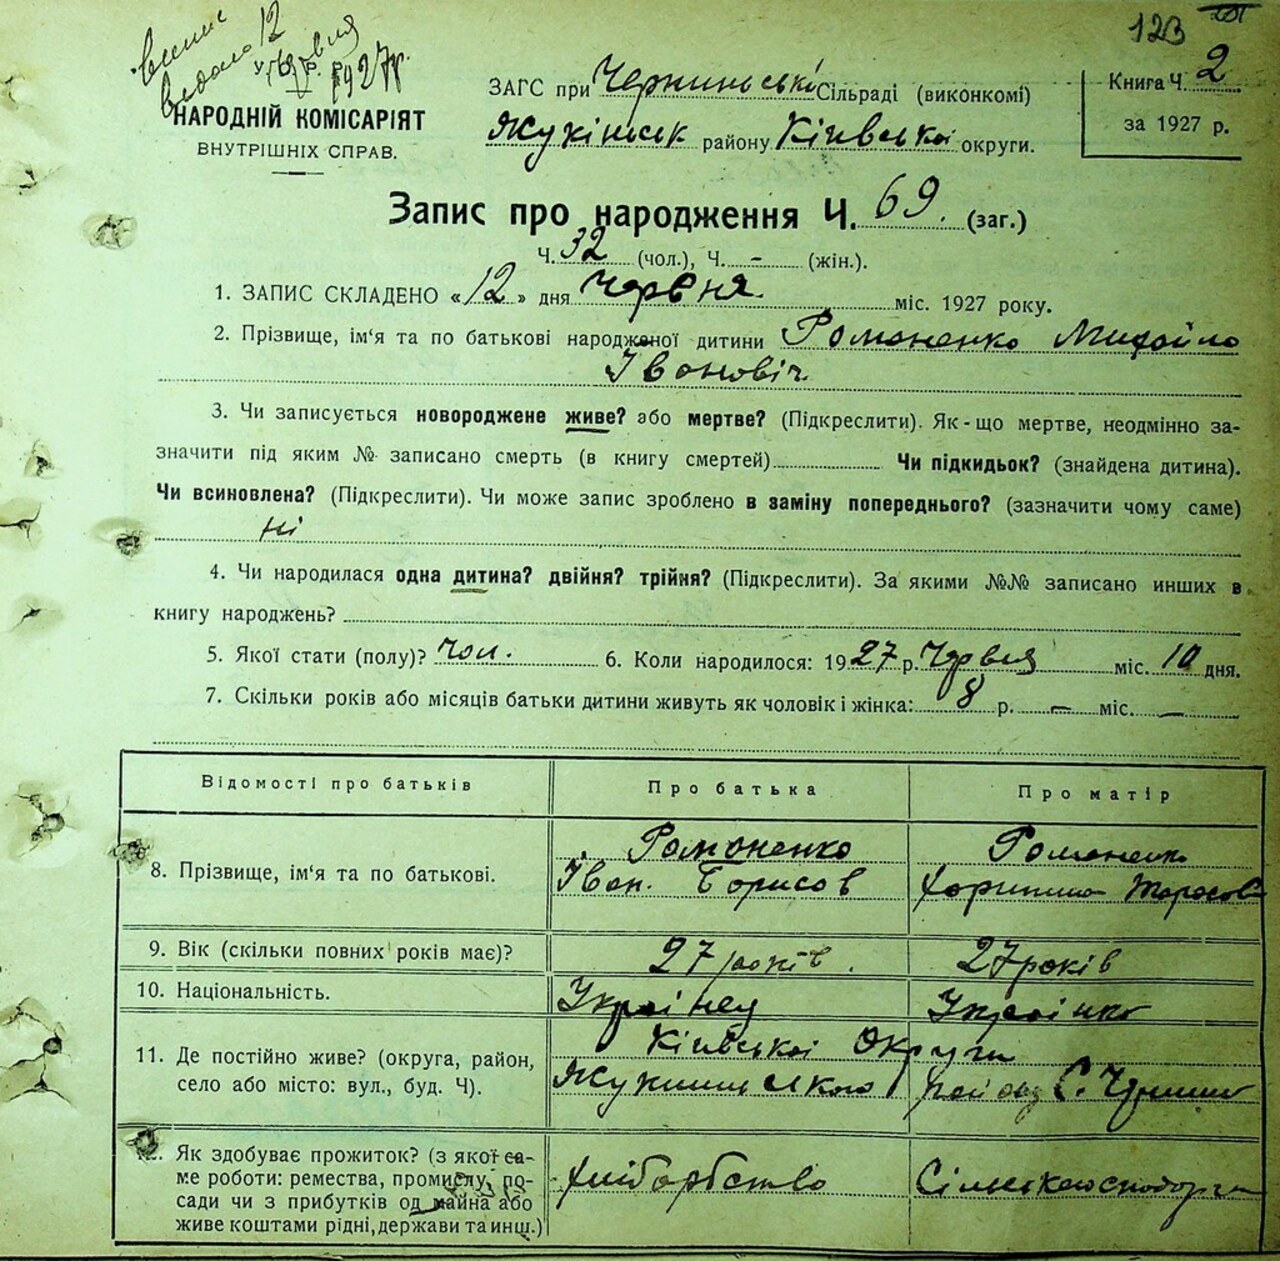 виписе
видано 12
червня
1927 р.
123
НАРОДНІЙ КОМІСАРІЯТ
ВНУТРІШНІХ СПРАВ.
ЗАГС при Чернинській Сільраді (виконкомі)
Жукінськ району Київської округи.
Книга Ч. 2
за 1927 р.
Запис про народження Ч. 69. (заг.)
Ч. 32 (чол.), Ч. - (жін.).
1. ЗАПИС СКЛАДЕНО «12» дня Червня міс. 1927 року.
2. Прізвище, ім'я та по батькові народженої дитини Романенко Михайло
Івановіч.
3. Чи записується новороджене живе? або мертве? (Підкреслити). Як-що мертве, неодмінно за-
значити під яким № записано смерть (в книгу смертей) Чи підкидьок? (знайдена дитина).
Чи всиновлена? (Підкреслити). Чи може запис зроблено в заміну попереднього? (зазначити чому саме)
ні
4. Чи народилася одна дитина? двійня? трійня? (Підкреслити). За якими №№ записано инших в
книгу народжень?
5. Якої стати (полу)? чол. 6. Коли народилося: 1927 р. Червня міс. 10 дня.
7. Скільки років або місяців батьки дитини живуть як чоловік і жінка: 8 р. — міс. —
Відомості про батьків Про батька Про матір
8. Прізвище, ім'я та по батькові.
Романенко
Іван. Борисов
Романенко
Тарасов
9. Вік (скільки повних років має)? 27 років. 27 років
10. Національність. Українец Українка
11. Де постійно живе? (округа, район,
село або місто: вул., буд. Ч).
Київської Округи
Жукинського району С. Чернин
12. Як здобуває прожиток? (з якої са-
ме роботи: ремества, промислу, по-
сади чи з прибутків од майна або
живе коштами рідні, держави та инш.)
хліборобство